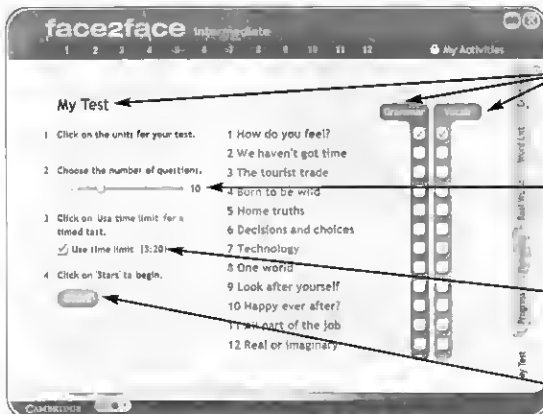 face2face intermediate
1 2 3 4 5 6 7 8 9 10 11 12 My Activities
My Test
Grammar Vocab
1 Click on the units for your test.
2 Choose the number of questions.
10
3 Click on 'Use time limit' for a
timed test.
Use time limit (3:20)
4 Click on 'Start' to begin.
START
1 How do you feel?
2 We haven't got time
3 The tourist trade
4 Born to be wild
5 Home truths
6 Decisions and choices
7 Technology
8 One world
9 Look after yourself
10 Happy ever after?
11 All part of the job
12 Real or imaginary
Word List
Real World
My Test
CAMBRIDGE